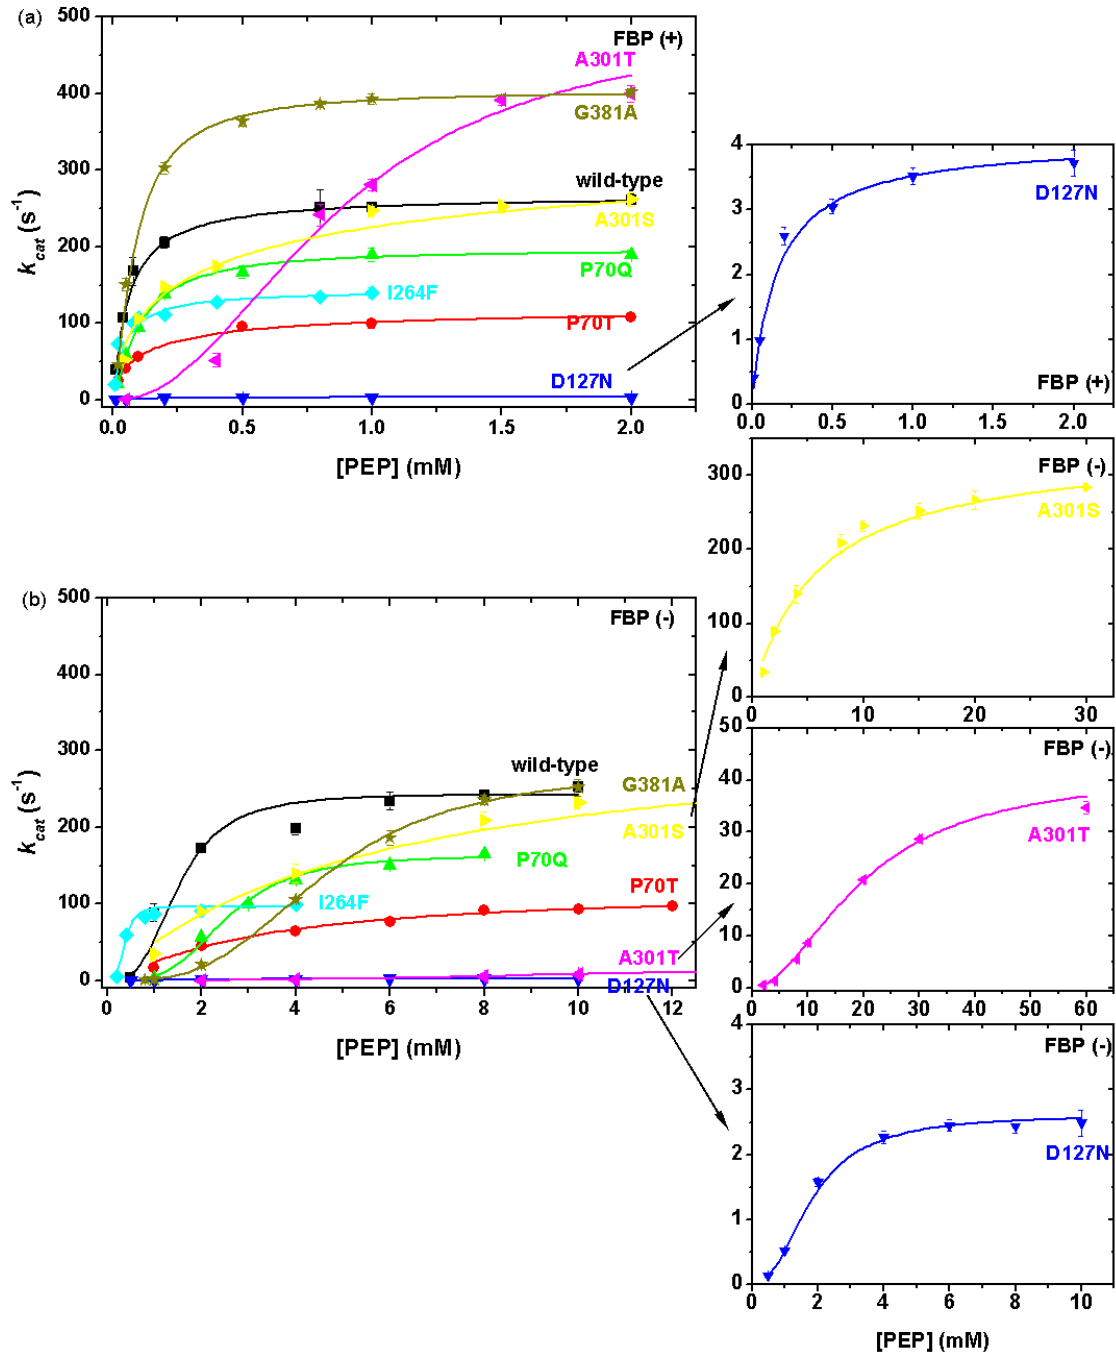 (a)
500
400
300
200
100
0
k_cat (s⁻¹)
FBP (+)
A301T
G381A
wild-type
A301S
P70Q
I264F
P70T
D127N
0.0 0.5 1.0 1.5 2.0
[PEP] (mM)
4
3
2
1
0
D127N
FBP (+)
0.0 0.5 1.0 1.5 2.0
300
200
100
0
FBP (-)
A301S
0 10 20 30
(b)
500
400
300
200
100
0
k_cat (s⁻¹)
FBP (-)
wild-type
G381A
A301S
P70Q
P70T
I264F
A301T
D127N
0 2 4 6 8 10 12
[PEP] (mM)
50
40
30
20
10
0
FBP (-)
A301T
0 10 20 30 40 50 60
4
3
2
1
0
FBP (-)
D127N
2 4 6 8 10
[PEP] (mM)